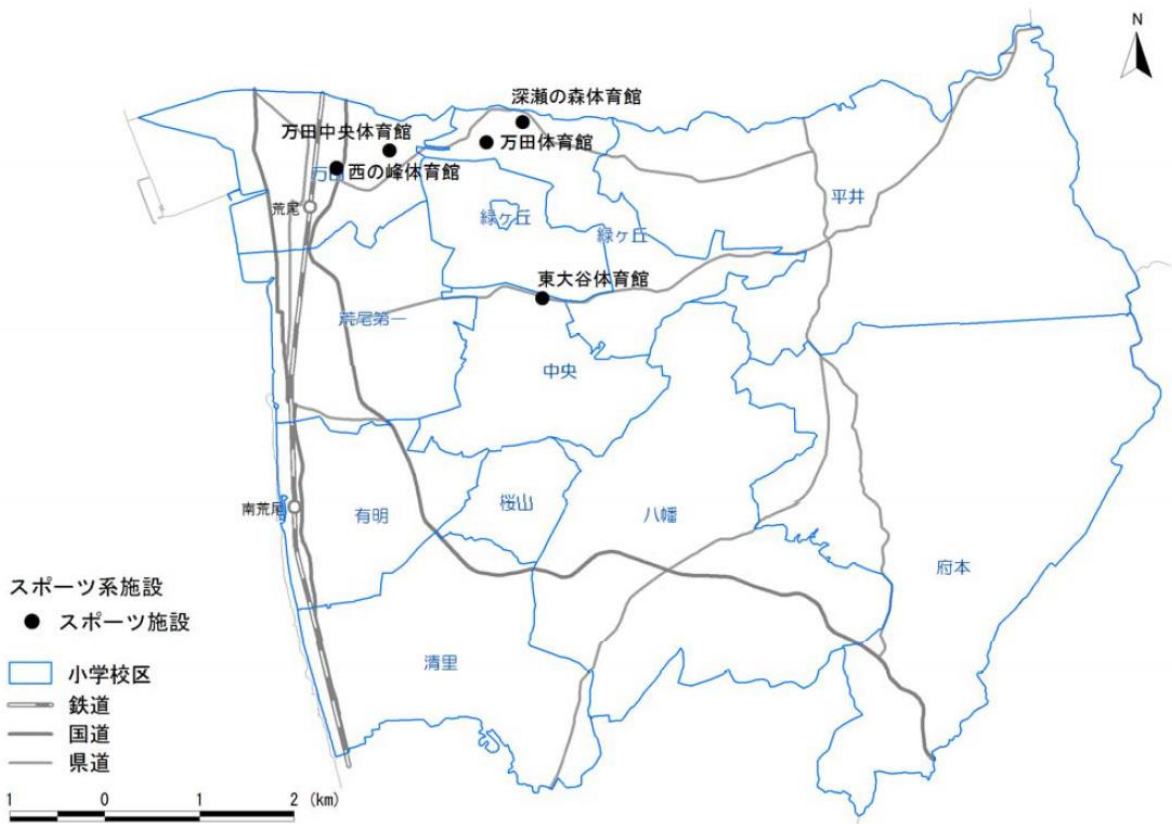 N
深瀬の森体育館
万田中央体育館
万田体育館
万田
西の峰体育館
平井
荒尾
緑ヶ丘
緑ヶ丘
東大谷体育館
荒尾第一
中央
桜山
八幡
南荒尾
有明
府本
清里
スポーツ系施設
スポーツ施設
小学校区
鉄道
国道
県道
1 0 1 2 (km)